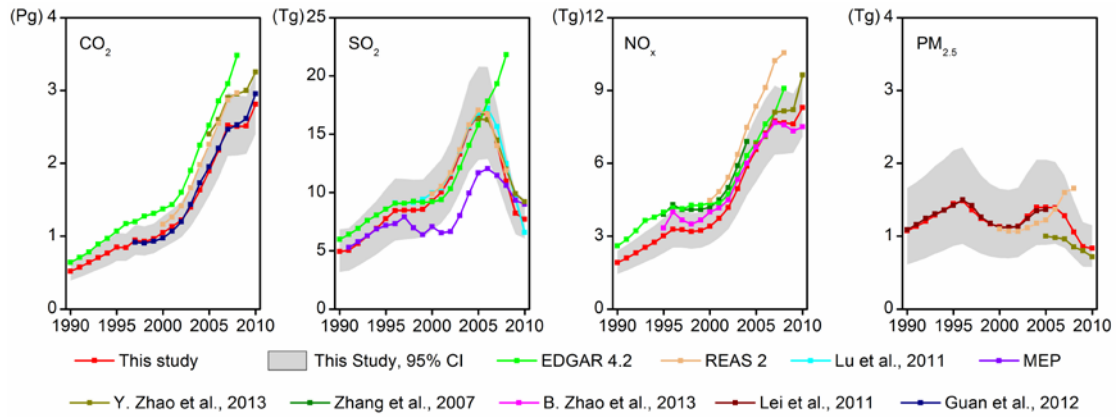 (Pg) (Tg) (Tg) (Tg)
4 25 12 4
CO2 SO2 NOx PM2.5
20
3 9 3
15
2 6 2
10
1 3 1
5
0 0 0 0
1990 1995 2000 2005 2010 1990 1995 2000 2005 2010 1990 1995 2000 2005 2010 1990 1995 2000 2005 2010
This study This Study, 95% CI EDGAR 4.2 REAS 2 Lu et al., 2011 MEP
Y. Zhao et al., 2013 Zhang et al., 2007 B. Zhao et al., 2013 Lei et al., 2011 Guan et al., 2012